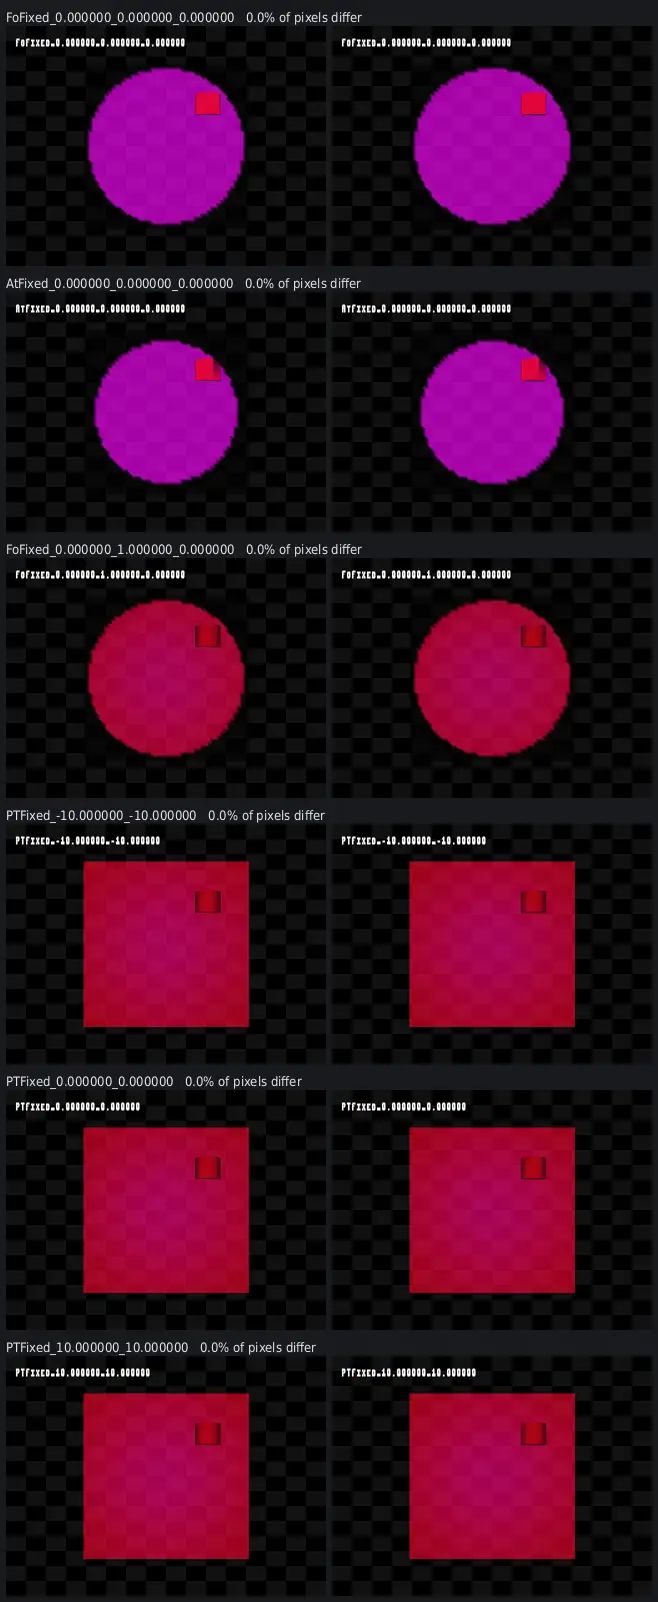 FoFixed_0.000000_0.000000_0.000000 0.0% of pixels differ
FoFixed_0.000000_0.000000_0.000000 FoFixed_0.000000_0.000000_0.000000
AtFixed_0.000000_0.000000_0.000000 0.0% of pixels differ
AtFixed_0.000000_0.000000_0.000000 AtFixed_0.000000_0.000000_0.000000
FoFixed_0.000000_1.000000_0.000000 0.0% of pixels differ
FoFixed_0.000000_1.000000_0.000000 FoFixed_0.000000_1.000000_0.000000
PTFixed_-10.000000_-10.000000 0.0% of pixels differ
PTFixed_-10.000000_-10.000000 PTFixed_-10.000000_-10.000000
PTFixed_0.000000_0.000000 0.0% of pixels differ
PTFixed_0.000000_0.000000 PTFixed_0.000000_0.000000
PTFixed_10.000000_10.000000 0.0% of pixels differ
PTFixed_10.000000_10.000000 PTFixed_10.000000_10.000000